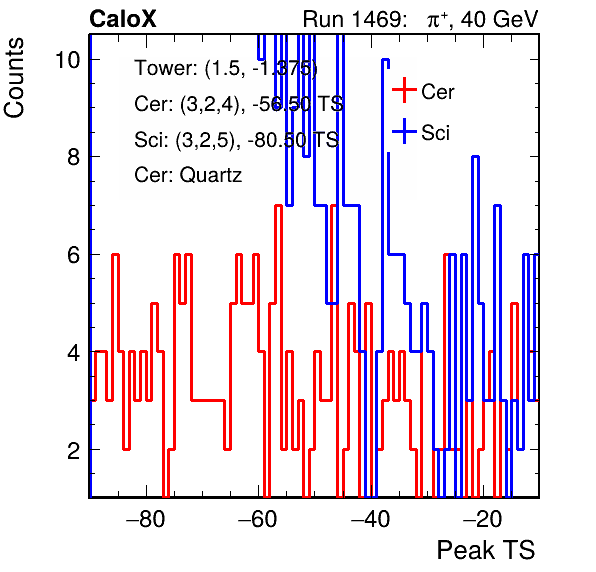 CaloX Run 1469: π⁺, 40 GeV
Counts
10
8
6
4
2
Tower: (1.5, -1.375)
Cer: (3,2,4), -56.50 TS
Sci: (3,2,5), -80.50 TS
Cer: Quartz
Cer
Sci
−80 −60 −40 −20
Peak TS